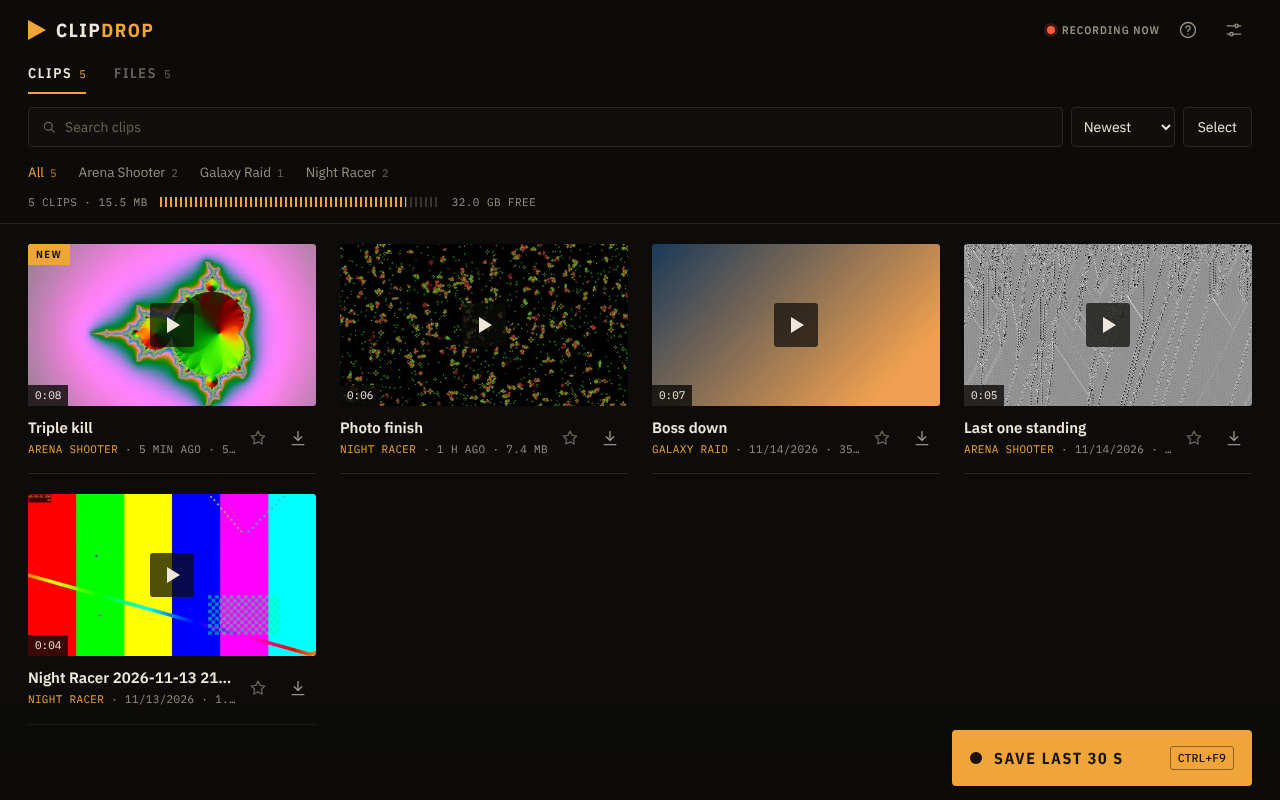 CLIPDROP
RECORDING NOW
CLIPS 5
FILES 5
Search clips
Newest
Select
All 5
Arena Shooter 2
Galaxy Raid 1
Night Racer 2
5 CLIPS · 15.5 MB
32.0 GB FREE
NEW
0:08
0:06
0:07
0:05
Triple kill
ARENA SHOOTER · 5 MIN AGO · 5…
Photo finish
NIGHT RACER · 1 H AGO · 7.4 MB
Boss down
GALAXY RAID · 11/14/2026 · 35…
Last one standing
ARENA SHOOTER · 11/14/2026 · …
0:04
Night Racer 2026-11-13 21…
NIGHT RACER · 11/13/2026 · 1.…
SAVE LAST 30 S
CTRL+F9